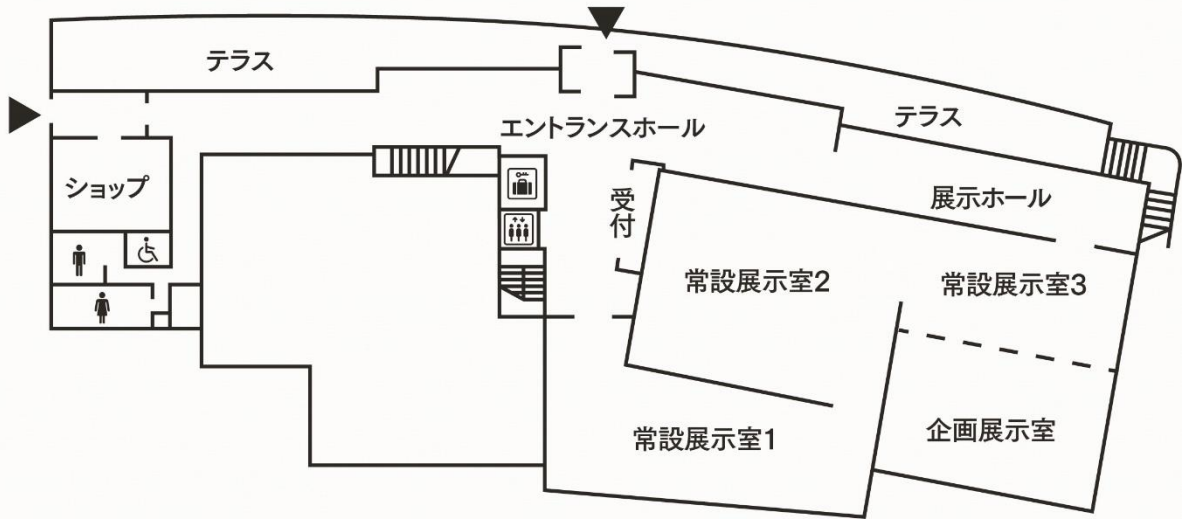 テラス
エントランスホール
テラス
ショップ
受付
展示ホール
常設展示室2
常設展示室3
常設展示室1
企画展示室